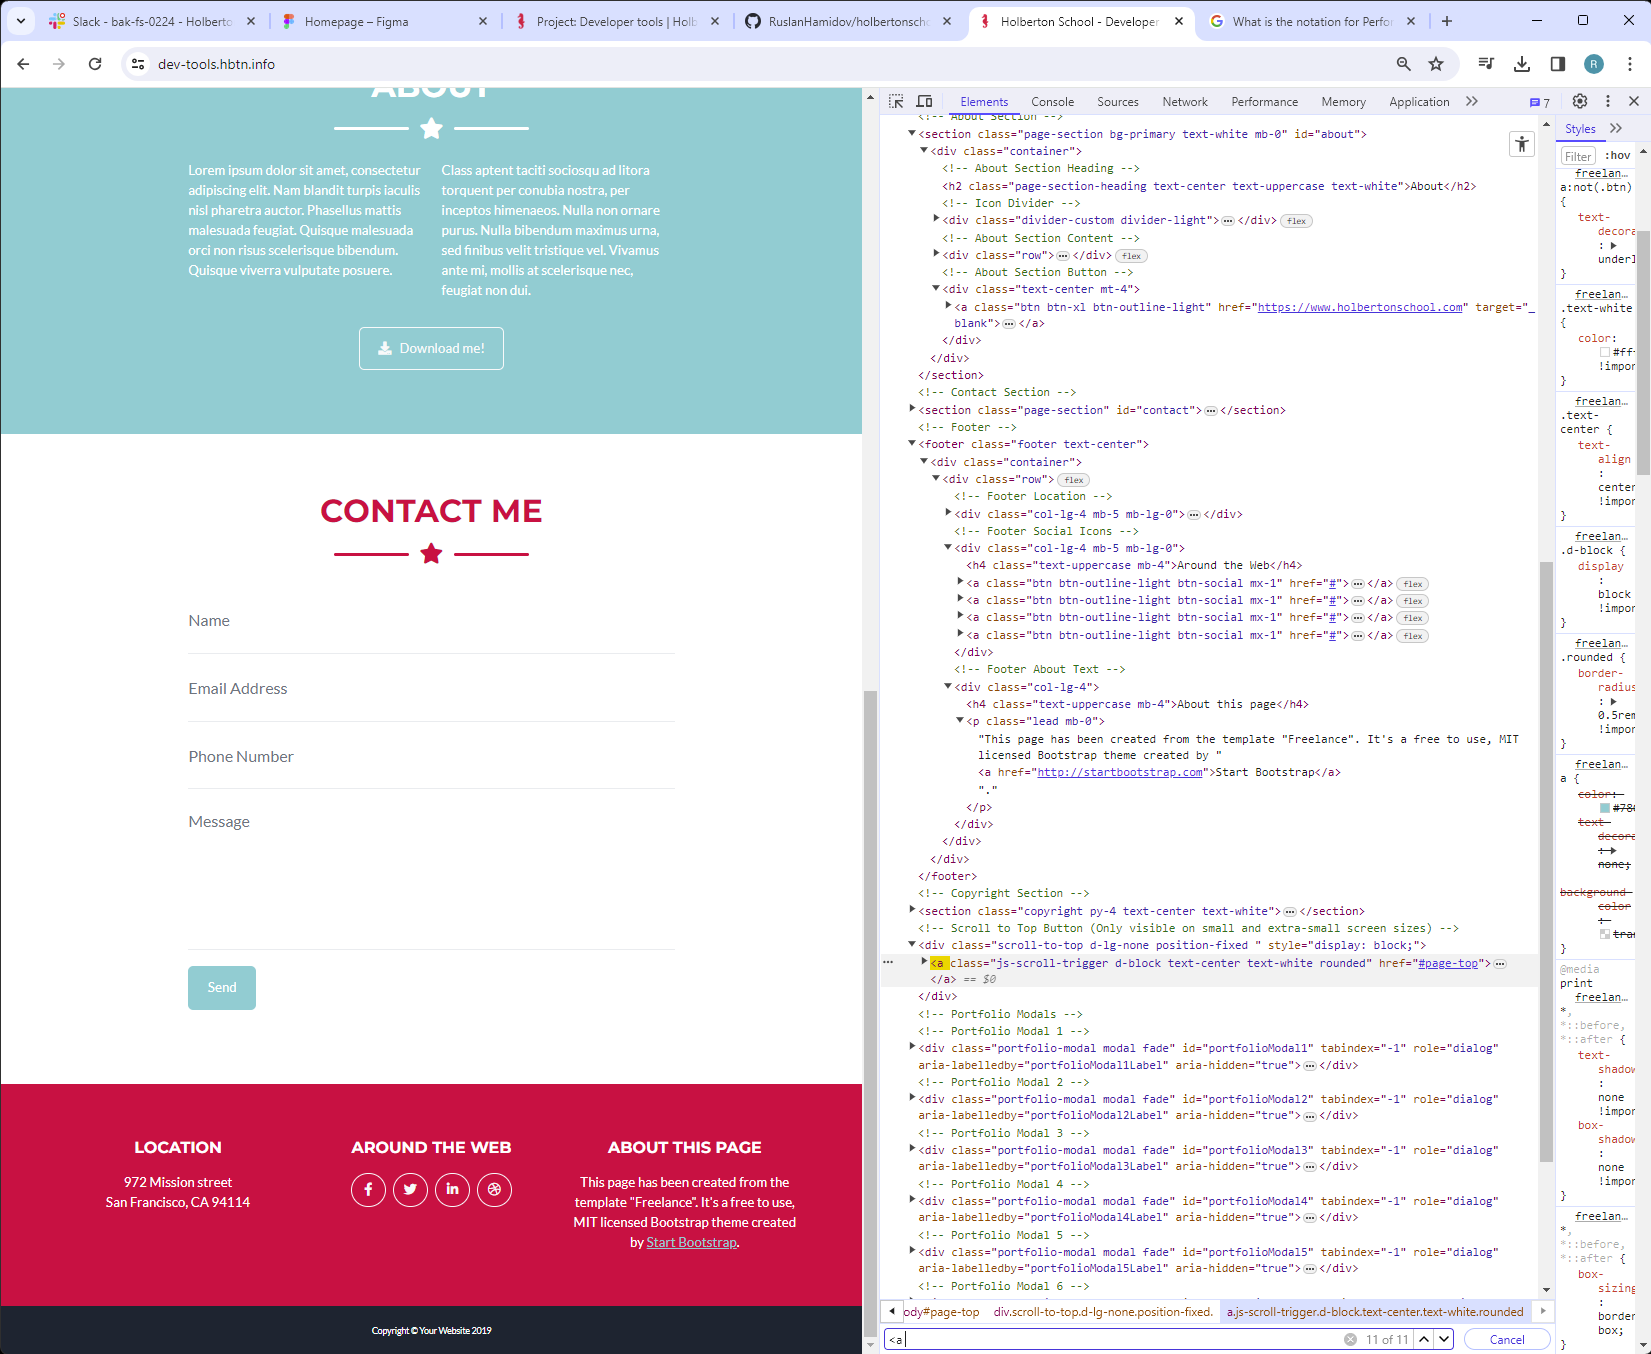 Slack - bak-fs-0224 - Holberto
Homepage – Figma
Project: Developer tools | Holb
RuslanHamidov/holbertonscho
Holberton School - Developer
What is the notation for Perfor
dev-tools.hbtn.info
R
ABOUT
Lorem ipsum dolor sit amet, consectetur
adipiscing elit. Nam blandit turpis iaculis
nisl pharetra auctor. Phasellus mattis
malesuada feugiat. Quisque malesuada
orci non risus scelerisque bibendum.
Quisque viverra vulputate posuere.
Class aptent taciti sociosqu ad litora
torquent per conubia nostra, per
inceptos himenaeos. Nulla non ornare
purus. Nulla bibendum maximus urna,
sed finibus velit tristique vel. Vivamus
ante mi, mollis at scelerisque nec,
feugiat non dui.
Download me!
CONTACT ME
Name
Email Address
Phone Number
Message
Send
LOCATION
972 Mission street
San Francisco, CA 94114
AROUND THE WEB
ABOUT THIS PAGE
This page has been created from the
template "Freelance". It's a free to use,
MIT licensed Bootstrap theme created
by Start Bootstrap.
Copyright © Your Website 2019
Elements Console Sources Network Performance Memory Application 7
<!-- About Section -->
<section class="page-section bg-primary text-white mb-0" id="about">
<div class="container">
<!-- About Section Heading -->
<h2 class="page-section-heading text-center text-uppercase text-white">About</h2>
<!-- Icon Divider -->
<div class="divider-custom divider-light">…</div> flex
<!-- About Section Content -->
<div class="row">…</div> flex
<!-- About Section Button -->
<div class="text-center mt-4">
<a class="btn btn-xl btn-outline-light" href="https://www.holbertonschool.com" target="_
blank">…</a>
</div>
</div>
</section>
<!-- Contact Section -->
<section class="page-section" id="contact">…</section>
<!-- Footer -->
<footer class="footer text-center">
<div class="container">
<div class="row"> flex
<!-- Footer Location -->
<div class="col-lg-4 mb-5 mb-lg-0">…</div>
<!-- Footer Social Icons -->
<div class="col-lg-4 mb-5 mb-lg-0">
<h4 class="text-uppercase mb-4">Around the Web</h4>
<a class="btn btn-outline-light btn-social mx-1" href="#">…</a> flex
<a class="btn btn-outline-light btn-social mx-1" href="#">…</a> flex
<a class="btn btn-outline-light btn-social mx-1" href="#">…</a> flex
<a class="btn btn-outline-light btn-social mx-1" href="#">…</a> flex
</div>
<!-- Footer About Text -->
<div class="col-lg-4">
<h4 class="text-uppercase mb-4">About this page</h4>
<p class="lead mb-0">
"This page has been created from the template "Freelance". It's a free to use, MIT
licensed Bootstrap theme created by "
<a href="http://startbootstrap.com">Start Bootstrap</a>
"."
</p>
</div>
</div>
</div>
</footer>
<!-- Copyright Section -->
<section class="copyright py-4 text-center text-white">…</section>
<!-- Scroll to Top Button (Only visible on small and extra-small screen sizes) -->
<div class="scroll-to-top d-lg-none position-fixed " style="display: block;">
<a class="js-scroll-trigger d-block text-center text-white rounded" href="#page-top">…
</a> == $0
</div>
<!-- Portfolio Modals -->
<!-- Portfolio Modal 1 -->
<div class="portfolio-modal modal fade" id="portfolioModal1" tabindex="-1" role="dialog"
aria-labelledby="portfolioModal1Label" aria-hidden="true">…</div>
<!-- Portfolio Modal 2 -->
<div class="portfolio-modal modal fade" id="portfolioModal2" tabindex="-1" role="dialog"
aria-labelledby="portfolioModal2Label" aria-hidden="true">…</div>
<!-- Portfolio Modal 3 -->
<div class="portfolio-modal modal fade" id="portfolioModal3" tabindex="-1" role="dialog"
aria-labelledby="portfolioModal3Label" aria-hidden="true">…</div>
<!-- Portfolio Modal 4 -->
<div class="portfolio-modal modal fade" id="portfolioModal4" tabindex="-1" role="dialog"
aria-labelledby="portfolioModal4Label" aria-hidden="true">…</div>
<!-- Portfolio Modal 5 -->
<div class="portfolio-modal modal fade" id="portfolioModal5" tabindex="-1" role="dialog"
aria-labelledby="portfolioModal5Label" aria-hidden="true">…</div>
<!-- Portfolio Modal 6 -->
ody#page-top div.scroll-to-top.d-lg-none.position-fixed. a.js-scroll-trigger.d-block.text-center.text-white.rounded
<a 11 of 11 Cancel
Styles
Filter :hov
freelan…
a:not(.btn)
{
text-
decora
:
underl
}
freelan…
.text-white
{
color:
#ff
!impor
}
freelan…
.text-
center {
text-
align
:
center
!impor
}
freelan…
.d-block {
display
:
block
!impor
}
freelan…
.rounded {
border-
radius
:
0.5rem
!impor
}
freelan…
a {
color:
#78
text-
decora
:
none;
background-
color
:
tra
}
@media
print
freelan…
*,
*::before,
*::after {
text-
shadow
:
none
!impor
box-
shadow
:
none
!impor
}
freelan…
*,
*::before,
*::after {
box-
sizing
:
border
box;
}